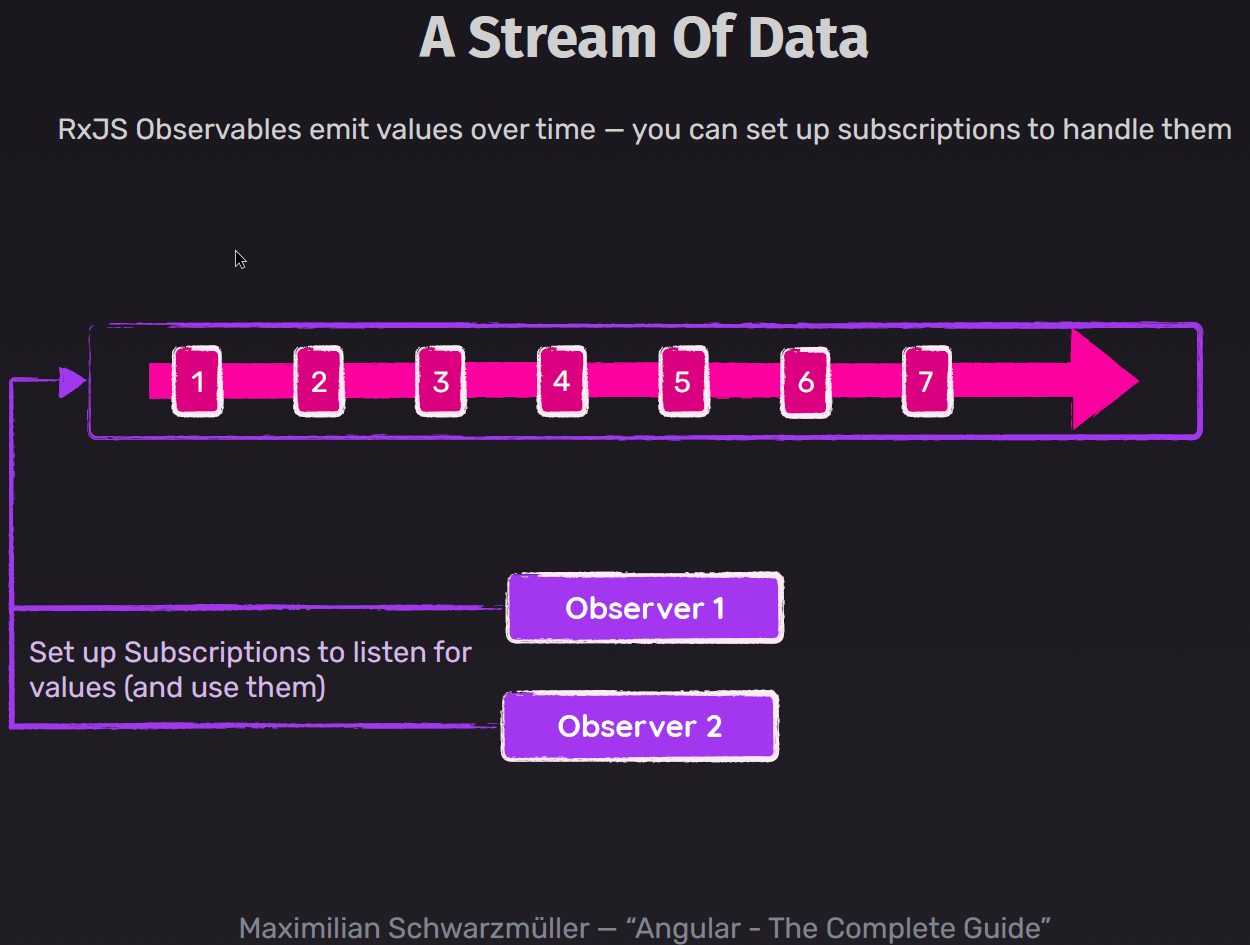 A Stream Of Data
RxJS Observables emit values over time — you can set up subscriptions to handle them
1 2 3 4 5 6 7
Observer 1
Set up Subscriptions to listen for
values (and use them)
Observer 2
Maximilian Schwarzmüller — “Angular - The Complete Guide”